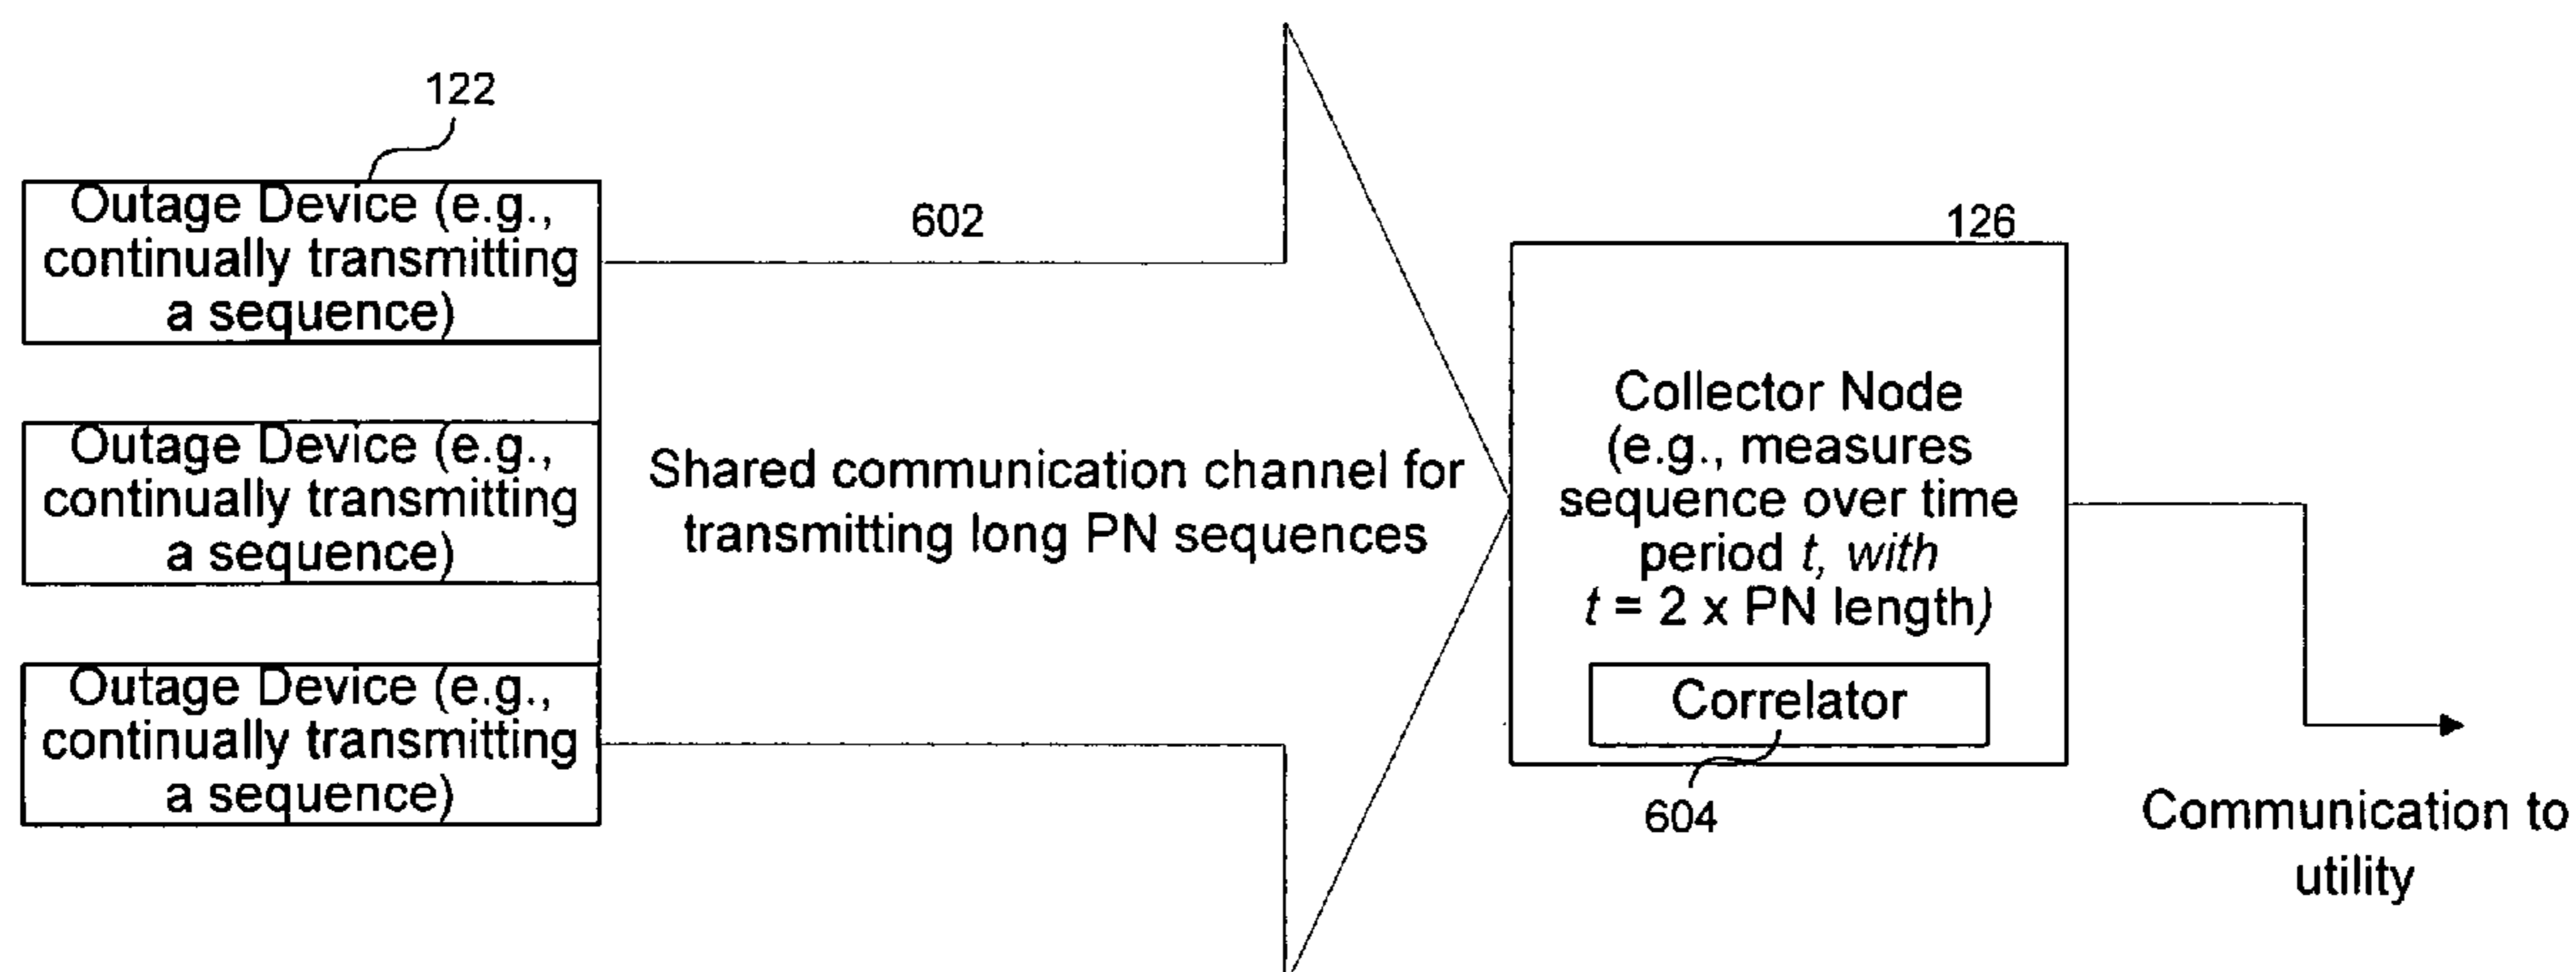 122
Outage Device (e.g.,
continually transmitting
a sequence)
602
Outage Device (e.g.,
continually transmitting
a sequence)
Outage Device (e.g.,
continually transmitting
a sequence)
Shared communication channel for
transmitting long PN sequences
126
Collector Node
(e.g., measures
sequence over time
period t, with
t = 2 x PN length)
Correlator
604
Communication to
utility